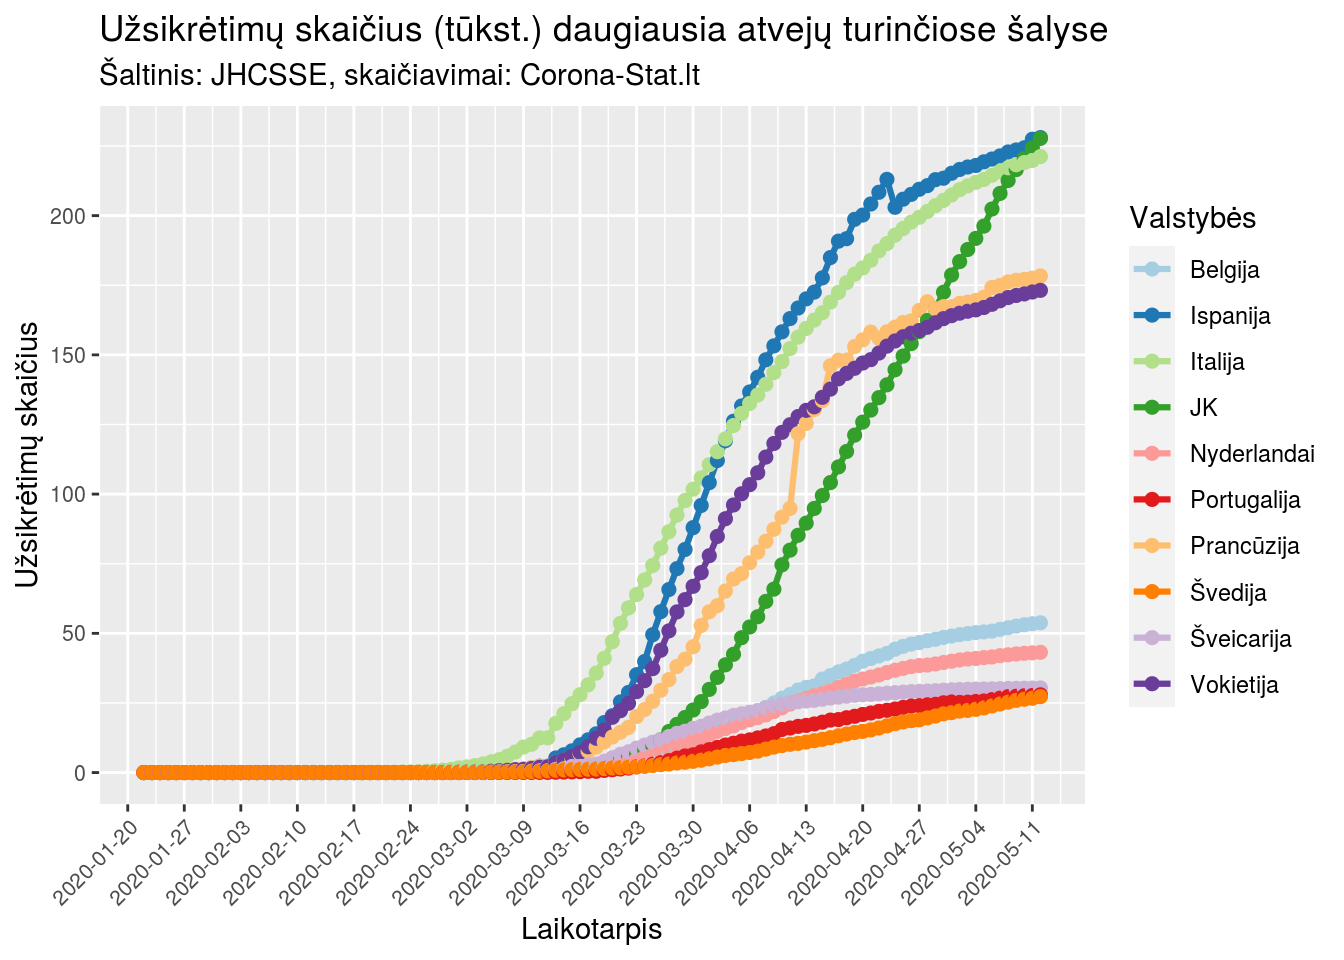 Užsikrėtimų skaičius (tūkst.) daugiausia atvejų turinčiose šalyse
Šaltinis: JHCSSE, skaičiavimai: Corona-Stat.lt
Užsikrėtimų skaičius
200
150
100
50
0
2020-01-20
2020-01-27
2020-02-03
2020-02-10
2020-02-17
2020-02-24
2020-03-02
2020-03-09
2020-03-16
2020-03-23
2020-03-30
2020-04-06
2020-04-13
2020-04-20
2020-04-27
2020-05-04
2020-05-11
Laikotarpis
Valstybės
Belgija
Ispanija
Italija
JK
Nyderlandai
Portugalija
Prancūzija
Švedija
Šveicarija
Vokietija